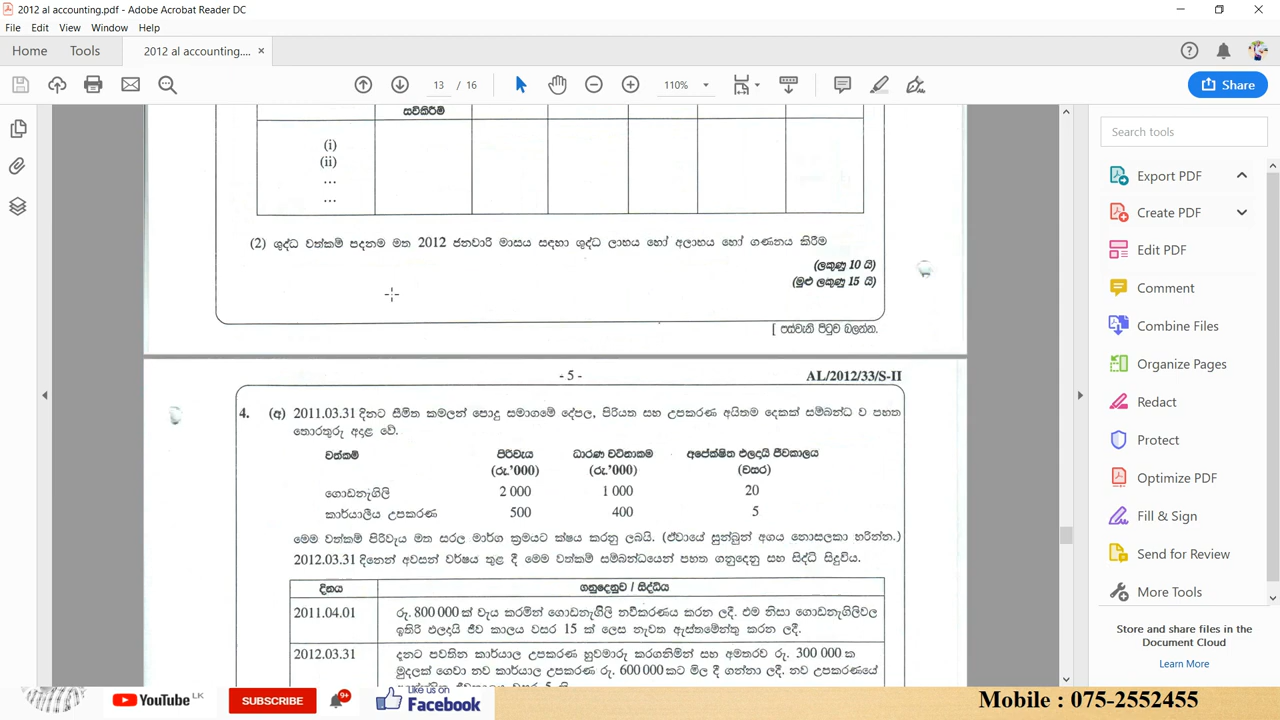 2012 al accounting.pdf - Adobe Acrobat Reader DC
File Edit View Window Help
Home Tools 2012 al accounting.... ×
13 / 16 110% Share
සවිකිරීම්
(i)
(ii)
...
...
(2) ශුද්ධ වත්කම් පදනම මත 2012 ජනවාරි මාසය සඳහා ශුද්ධ ලාභය හෝ අලාභය හෝ ගණනය කිරීම
(ලකුණු 10 යි)
(මුළු ලකුණු 15 යි)
[ පස්වැනි පිටුව බලන්න.
- 5 - AL/2012/33/S-II
4. (අ) 2011.03.31 දිනට සීමිත කමලත් පොදු සමාගමේ දේපල, පිරියත සහ උපකරණ අයිතම දෙකක් සම්බන්ධ ව පහත
තොරතුරු අදාළ වේ.
වත්කම් පිරිවැය ධාරණ වටිනාකම අපේක්ෂිත ඵලදායී ජීවකාලය
(රු.'000) (රු.'000) (වසර)
ගොඩනැගිලි 2 000 1 000 20
කාර්යාලීය උපකරණ 500 400 5
මෙම වත්කම් පිරිවැය මත සරල මාර්ග ක්‍රමයට ක්ෂය කරනු ලබයි. (ඒවායේ සුන්බුන් අගය නොසලකා හරින්න.)
2012.03.31 දිනෙන් අවසන් වර්ෂය තුළ දී මෙම වත්කම් සම්බන්ධයෙන් පහත ගනුදෙනු සහ සිද්ධි සිදුවිය.
දිනය ගනුදෙනුව / සිද්ධිය
2011.04.01 රු. 800 000 ක් වැය කරමින් ගොඩනැගිලි නවීකරණය කරන ලදී. එම නිසා ගොඩනැගිලිවල
ඉතිරි ඵලදායී ජීව කාලය වසර 15 ක් ලෙස නැවත ඇස්තමේන්තු කරන ලදී.
2012.03.31 දැනට පවතින කාර්යාල උපකරණ හුවමාරු කරගනිමින් සහ අමතරව රු. 300 000 ක
මුදලක් ගෙවා නව කාර්යාල උපකරණ රු. 600 000 කට මිල දී ගන්නා ලදී. නව උපකරණයේ
Search tools
Export PDF
Create PDF
Edit PDF
Comment
Combine Files
Organize Pages
Redact
Protect
Optimize PDF
Fill & Sign
Send for Review
More Tools
Store and share files in the
Document Cloud
Learn More
YouTube LK SUBSCRIBE 9+ Like us on
Facebook
Mobile : 075-2552455